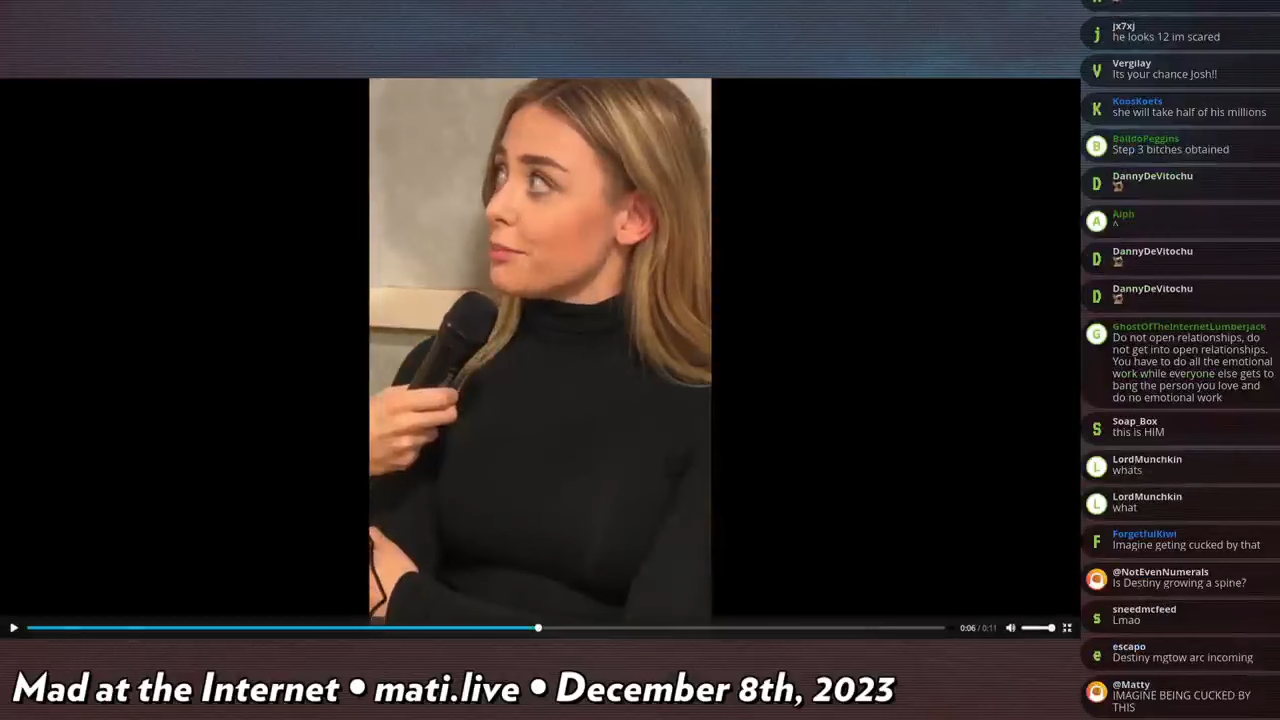 jx7xj
he looks 12 im scared
Vergilay
Its your chance Josh!!
KoosKoets
she will take half of his millions
BalldoPeggins
Step 3 bitches obtained
DannyDeVitochu
Aiph
^
DannyDeVitochu
DannyDeVitochu
GhostOfTheInternetLumberjack
Do not open relationships, do
not get into open relationships.
You have to do all the emotional
work while everyone else gets to
bang the person you love and
do no emotional work
Soap_Box
this is HIM
LordMunchkin
whats
LordMunchkin
what
ForgetfulKiwi
Imagine geting cucked by that
@NotEvenNumerals
Is Destiny growing a spine?
sneedmcfeed
Lmao
escapo
Destiny mgtow arc incoming
@Matty
IMAGINE BEING CUCKED BY
THIS
0:06 / 0:11
Mad at the Internet • mati.live • December 8th, 2023